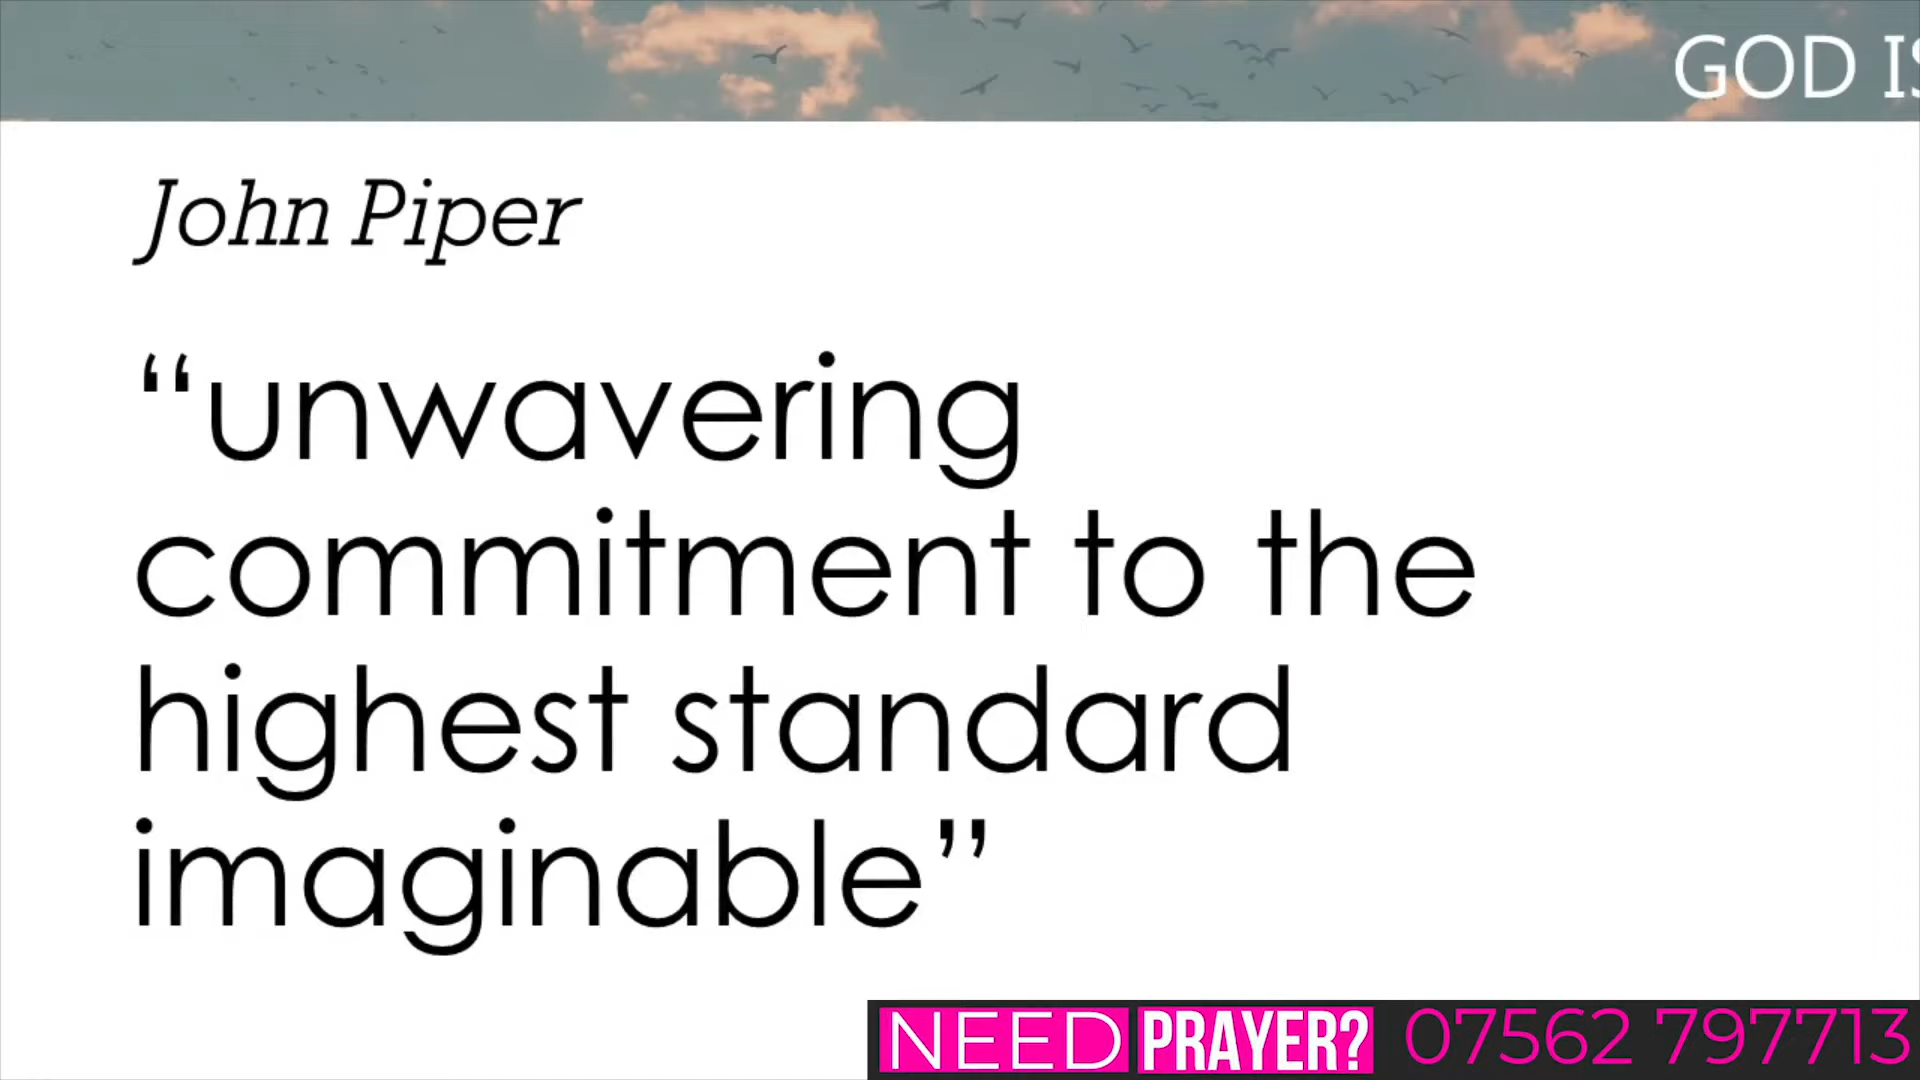 GOD IS
John Piper
“unwavering
commitment to the
highest standard
imaginable”
NEED PRAYER? 07562 797713